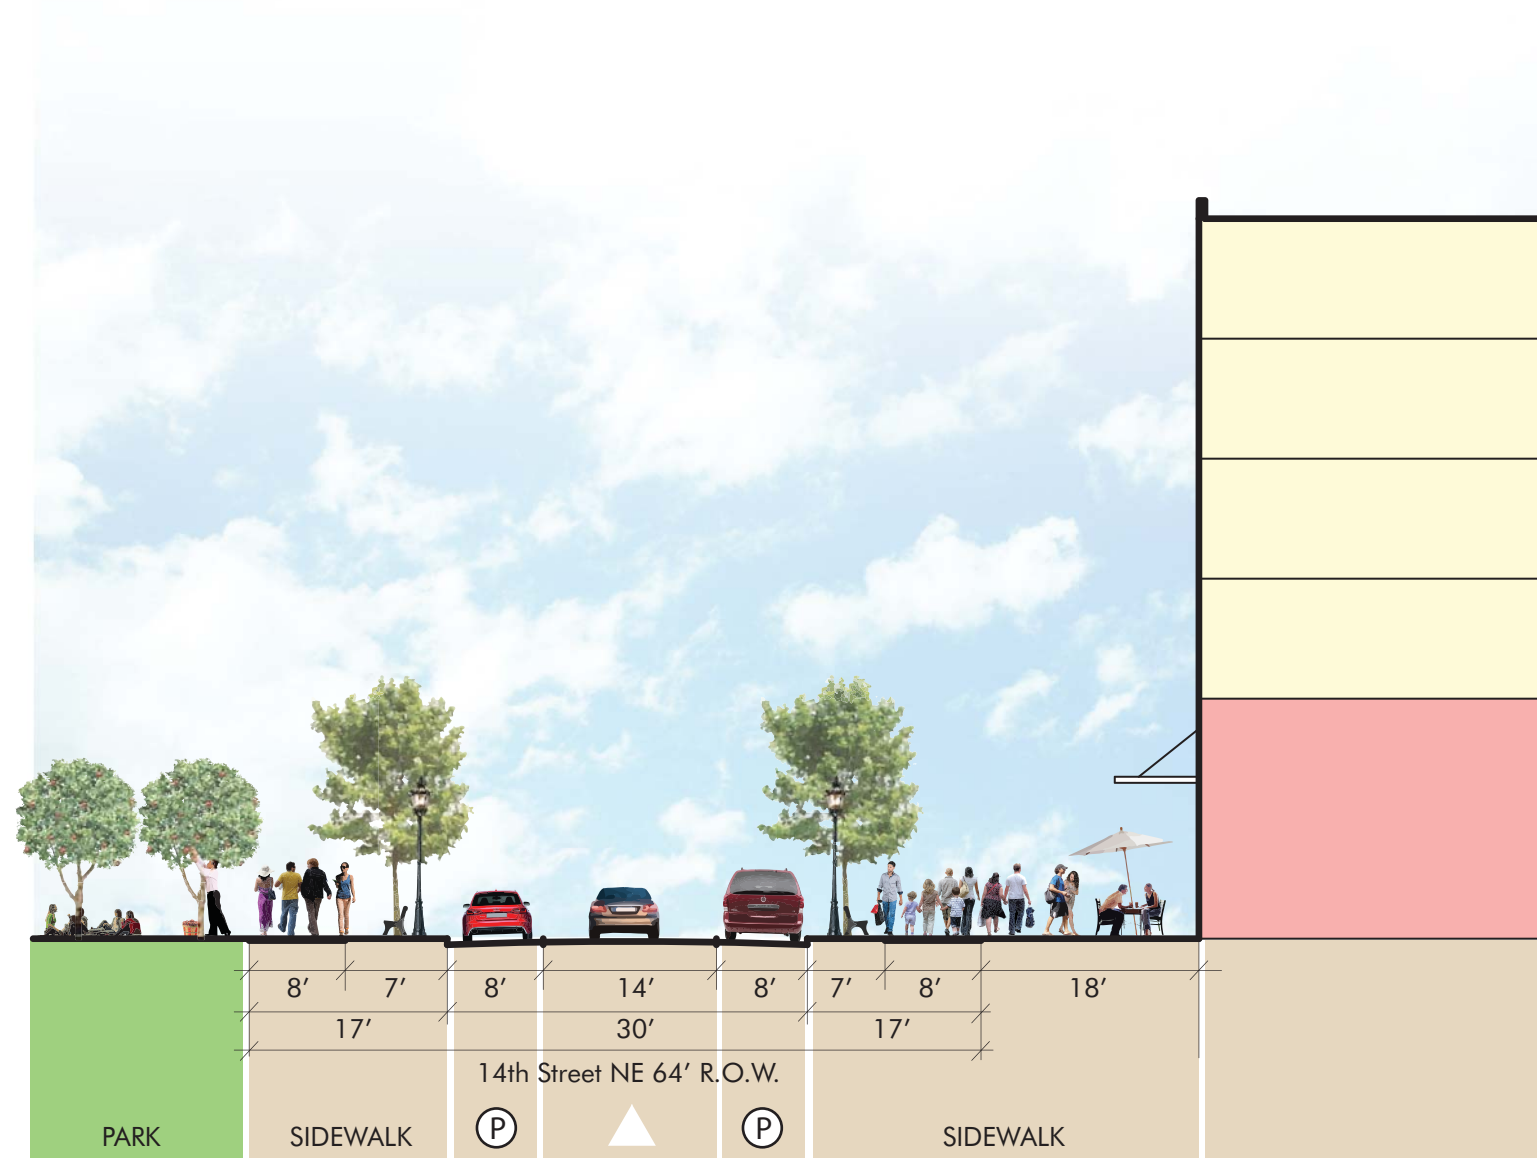 8’ 7’ 8’ 14’ 8’ 7’ 8’ 18’
17’ 30’ 17’
14th Street NE 64’ R.O.W.
P P
PARK SIDEWALK SIDEWALK